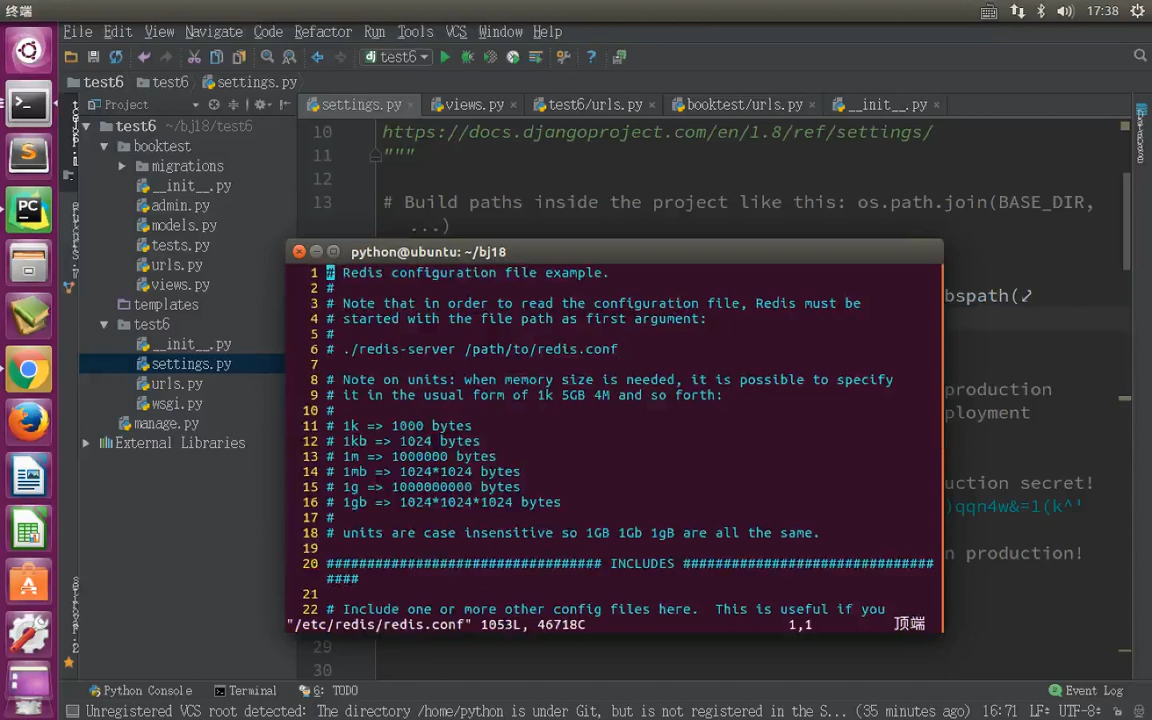 终端
17:38
File Edit View Navigate Code Refactor Run Tools VCS Window Help
dj test6
test6 test6 settings.py
Project
settings.py views.py test6/urls.py booktest/urls.py __init__.py
test6 ~/bj18/test6
booktest
migrations
__init__.py
admin.py
models.py
tests.py
urls.py
views.py
templates
test6
__init__.py
settings.py
urls.py
wsgi.py
manage.py
External Libraries
10 https://docs.djangoproject.com/en/1.8/ref/settings/
11 """
12
13 # Build paths inside the project like this: os.path.join(BASE_DIR,
...)
bspath(
production
ployment
uction secret!
)qqn4w&=1(k^'
n production!
29
30
python@ubuntu: ~/bj18
1 # Redis configuration file example.
2 #
3 # Note that in order to read the configuration file, Redis must be
4 # started with the file path as first argument:
5 #
6 # ./redis-server /path/to/redis.conf
7
8 # Note on units: when memory size is needed, it is possible to specify
9 # it in the usual form of 1k 5GB 4M and so forth:
10 #
11 # 1k => 1000 bytes
12 # 1kb => 1024 bytes
13 # 1m => 1000000 bytes
14 # 1mb => 1024*1024 bytes
15 # 1g => 1000000000 bytes
16 # 1gb => 1024*1024*1024 bytes
17 #
18 # units are case insensitive so 1GB 1Gb 1gB are all the same.
19
20 ################################ INCLUDES ##############################
####
21
22 # Include one or more other config files here.  This is useful if you
"/etc/redis/redis.conf" 1053L, 46718C 1,1 顶端
Python Console Terminal 6: TODO Event Log
Unregistered VCS root detected: The directory /home/python is under Git, but is not registered in the S... (35 minutes ago) 16:71 LF÷ UTF-8÷